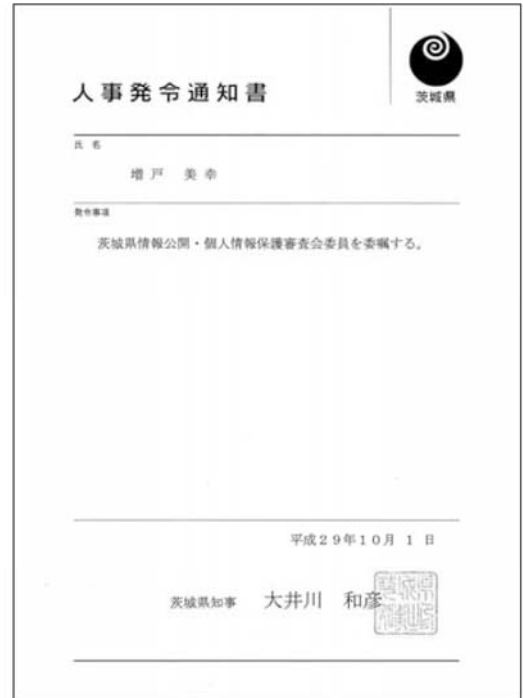 人事発令通知書
茨城県
氏名
増戸 美幸
発令事項
茨城県情報公開・個人情報保護審査会委員を委嘱する。
平成29年10月 1 日
茨城県知事 大井川 和彦